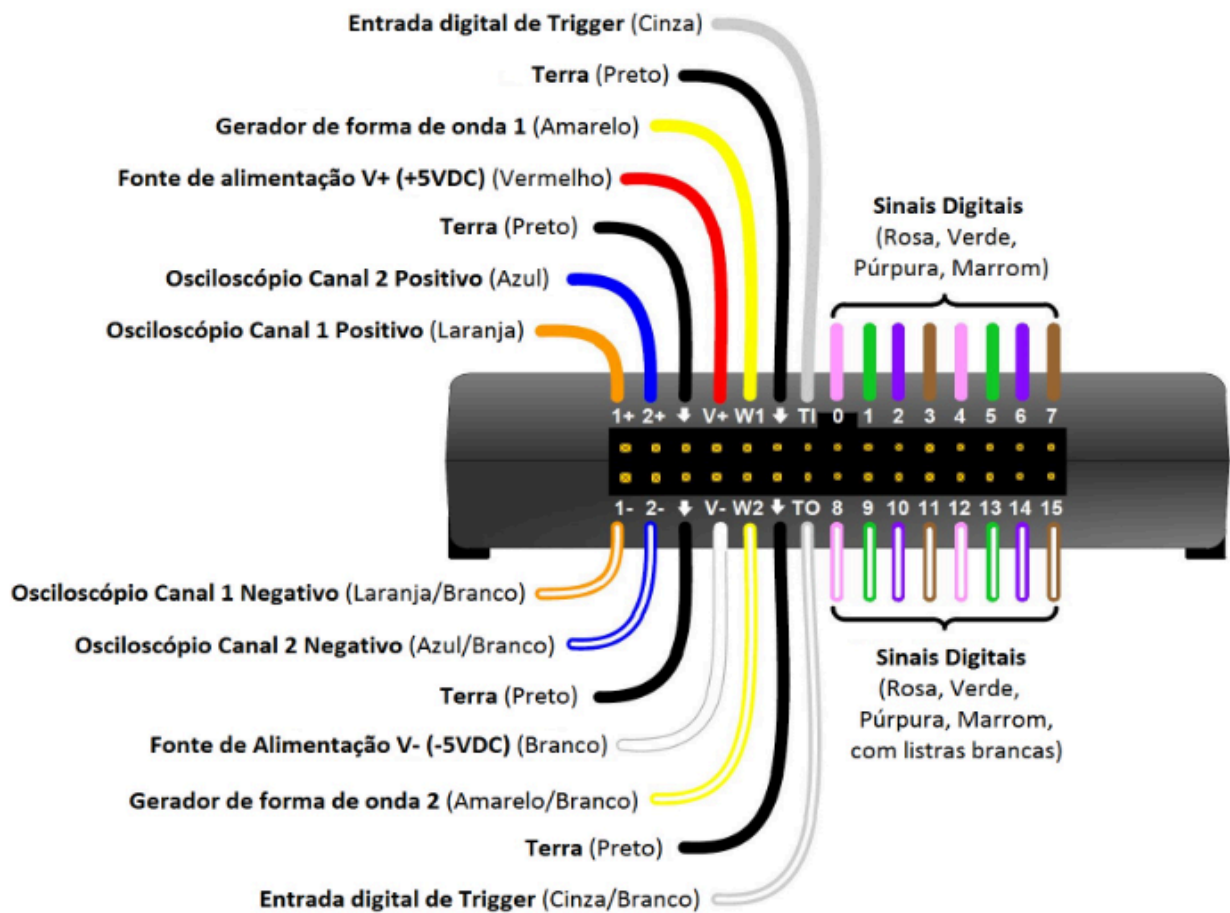 Entrada digital de Trigger (Cinza)
Terra (Preto)
Gerador de forma de onda 1 (Amarelo)
Fonte de alimentação V+ (+5VDC) (Vermelho)
Terra (Preto)
Osciloscópio Canal 2 Positivo (Azul)
Osciloscópio Canal 1 Positivo (Laranja)
Sinais Digitais
(Rosa, Verde,
Púrpura, Marrom)
1+ 2+ ↓ V+ W1 ↓ TI 0 1 2 3 4 5 6 7
1- 2- ↓ V- W2 ↓ TO 8 9 10 11 12 13 14 15
Osciloscópio Canal 1 Negativo (Laranja/Branco)
Osciloscópio Canal 2 Negativo (Azul/Branco)
Terra (Preto)
Fonte de Alimentação V- (-5VDC) (Branco)
Gerador de forma de onda 2 (Amarelo/Branco)
Terra (Preto)
Entrada digital de Trigger (Cinza/Branco)
Sinais Digitais
(Rosa, Verde,
Púrpura, Marrom,
com listras brancas)